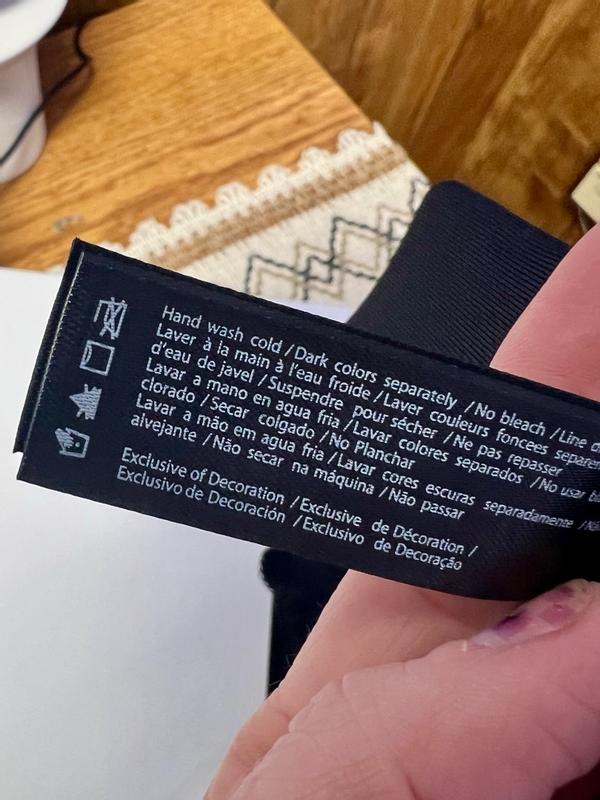 Hand wash cold /Dark colors separately /No bleach /Line
Laver à la main à l'eau froide /Laver couleurs foncées
d'eau de javel /Suspendre pour sécher /Ne pas repasser
Lavar a mano en agua fria /Lavar colores separados /No usar
clorado /Secar colgado /No Planchar
Lavar a mão em agua fria /Lavar cores escuras separadamente
alvejante /Não secar na máquina /Não passar
Exclusive of Decoration /Exclusive de Décoration /
Exclusivo de Decoración /Exclusivo de Decoração